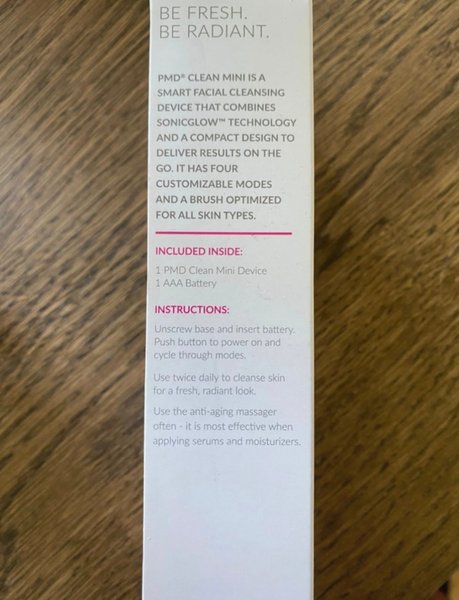 BE FRESH.
BE RADIANT.
PMD® CLEAN MINI IS A
SMART FACIAL CLEANSING
DEVICE THAT COMBINES
SONICGLOW™ TECHNOLOGY
AND A COMPACT DESIGN TO
DELIVER RESULTS ON THE
GO. IT HAS FOUR
CUSTOMIZABLE MODES
AND A BRUSH OPTIMIZED
FOR ALL SKIN TYPES.
INCLUDED INSIDE:
1 PMD Clean Mini Device
1 AAA Battery
INSTRUCTIONS:
Unscrew base and insert battery.
Push button to power on and
cycle through modes.
Use twice daily to cleanse skin
for a fresh, radiant look.
Use the anti-aging massager
often - it is most effective when
applying serums and moisturizers.